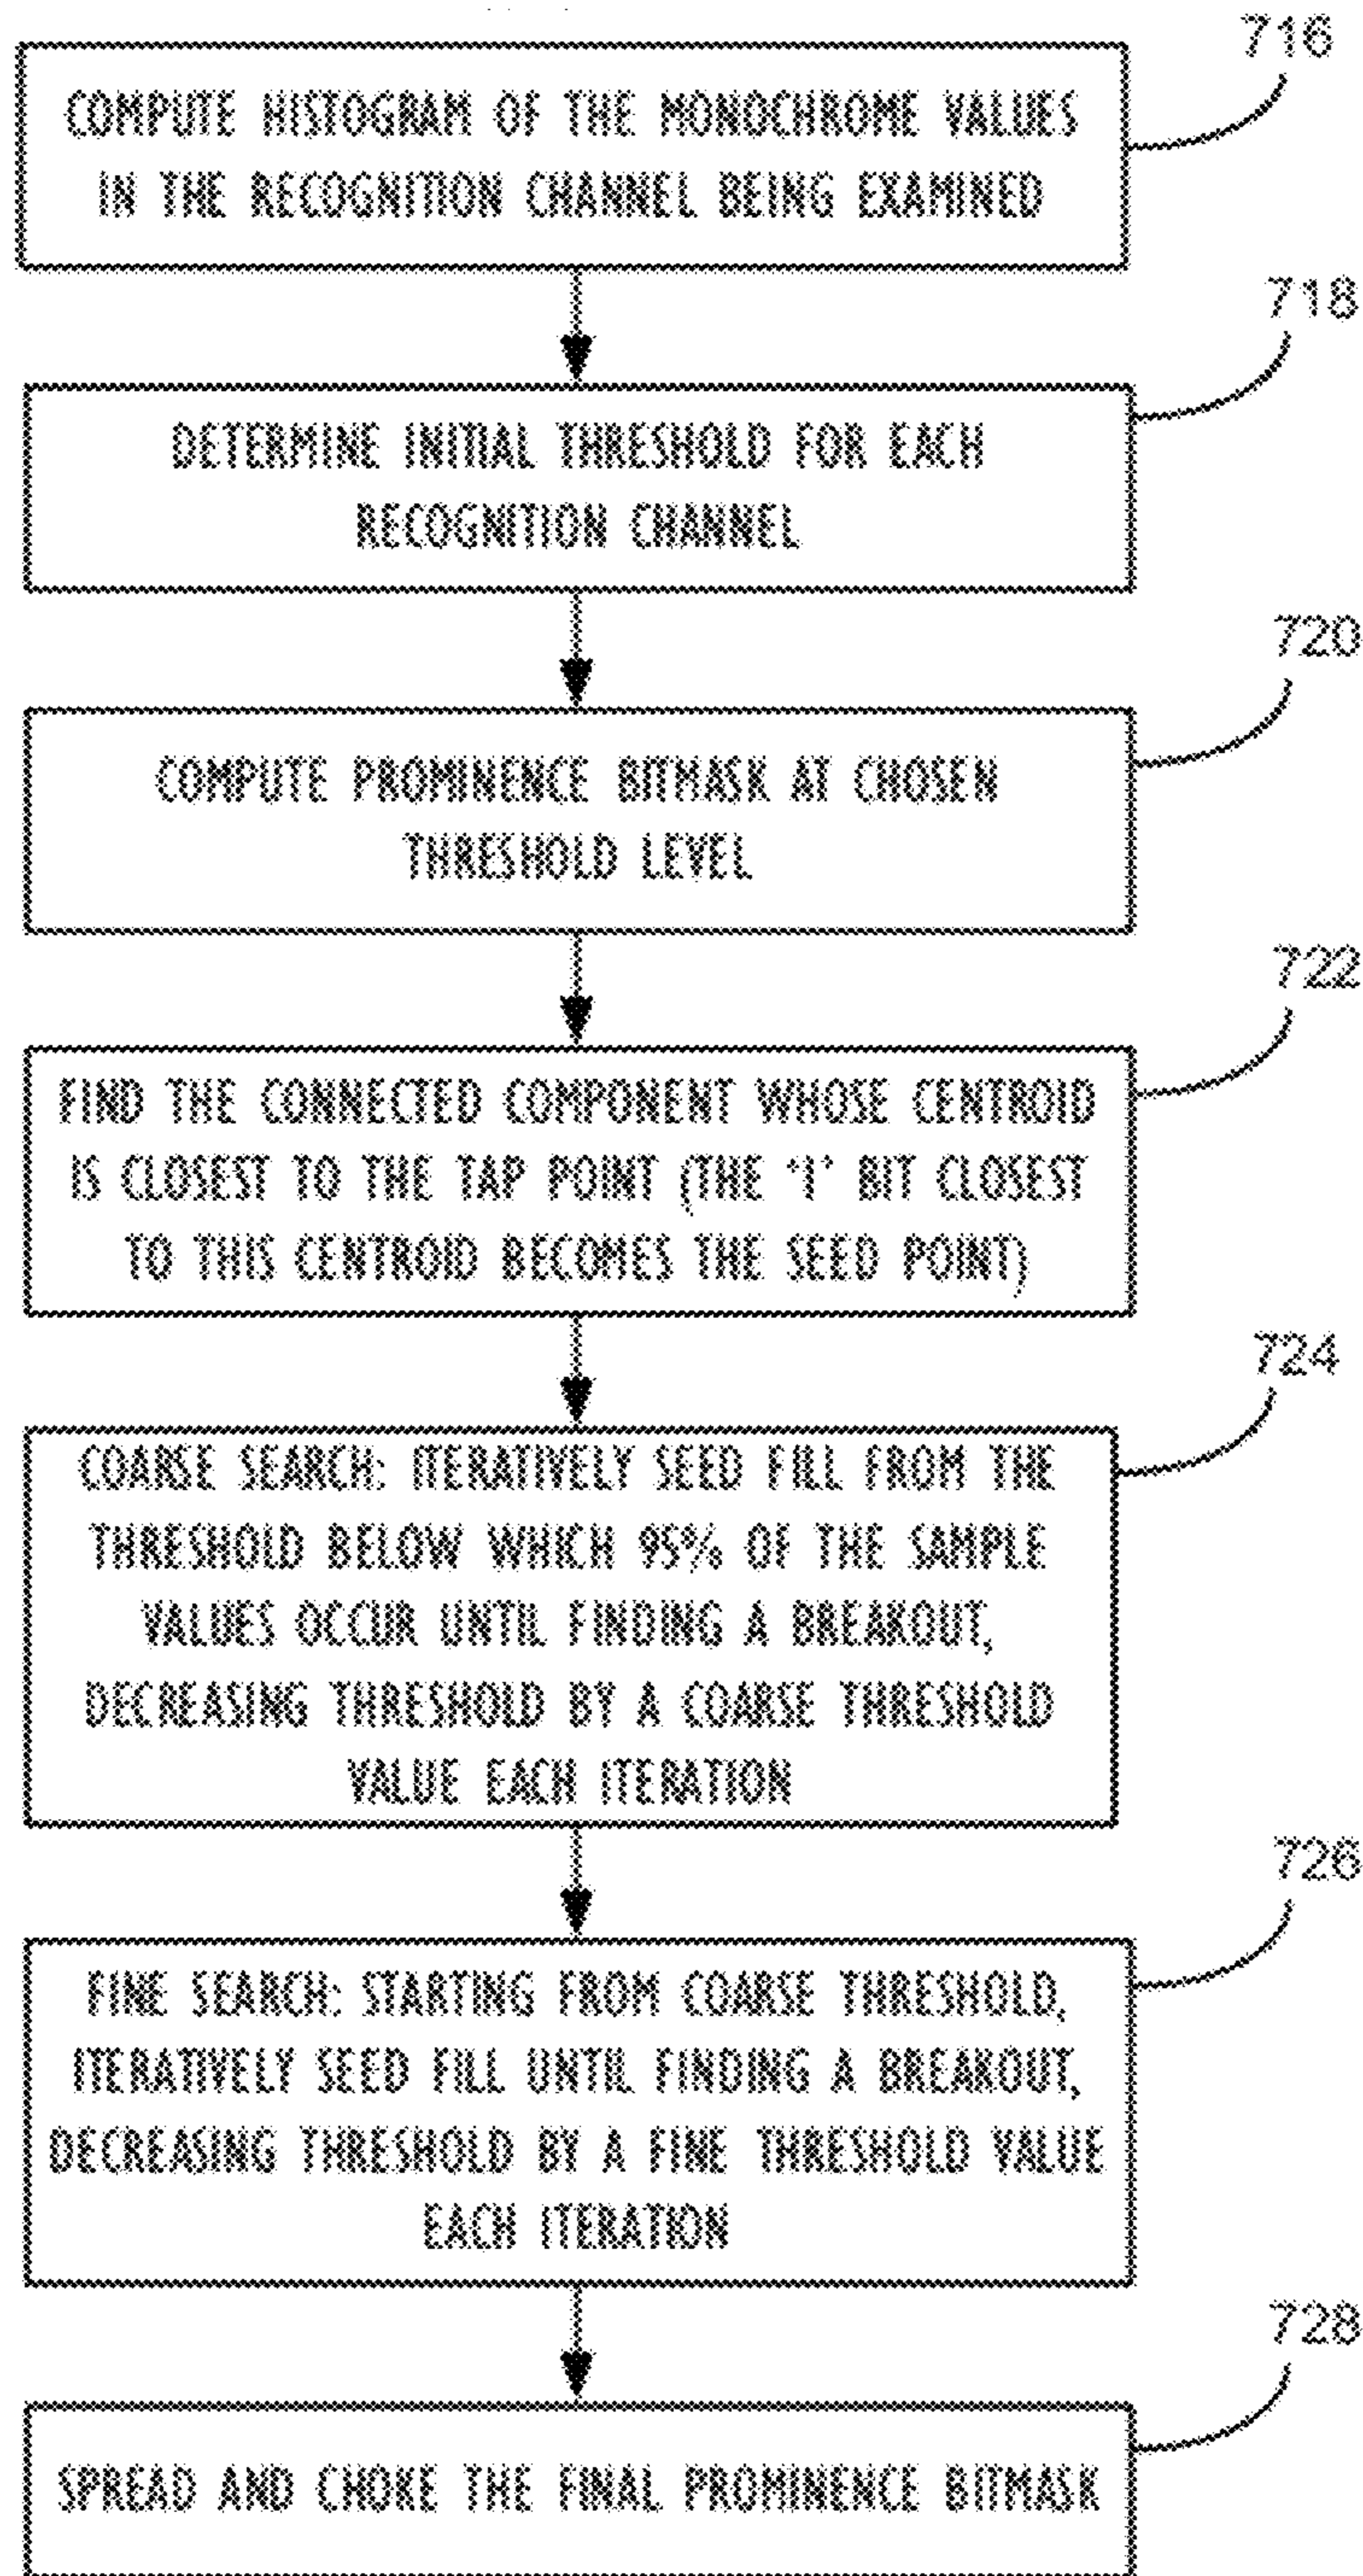 716
COMPUTE HISTOGRAM OF THE MONOCHROME VALUES
IN THE RECOGNITION CHANNEL BEING EXAMINED
718
DETERMINE INITIAL THRESHOLD FOR EACH
RECOGNITION CHANNEL
720
COMPUTE PROMINENCE BITMASK AT CHOSEN
THRESHOLD LEVEL
722
FIND THE CONNECTED COMPONENT WHOSE CENTROID
IS CLOSEST TO THE TAP POINT (THE "1" BIT CLOSEST
TO THIS CENTROID BECOMES THE SEED POINT)
724
COARSE SEARCH: ITERATIVELY SEED FILL FROM THE
THRESHOLD BELOW WHICH 95% OF THE SAMPLE
VALUES OCCUR UNTIL FINDING A BREAKOUT,
DECREASING THRESHOLD BY A COARSE THRESHOLD
VALUE EACH ITERATION
726
FINE SEARCH: STARTING FROM COARSE THRESHOLD,
ITERATIVELY SEED FILL UNTIL FINDING A BREAKOUT,
DECREASING THRESHOLD BY A FINE THRESHOLD VALUE
EACH ITERATION
728
SPREAD AND CHOKE THE FINAL PROMINENCE BITMASK